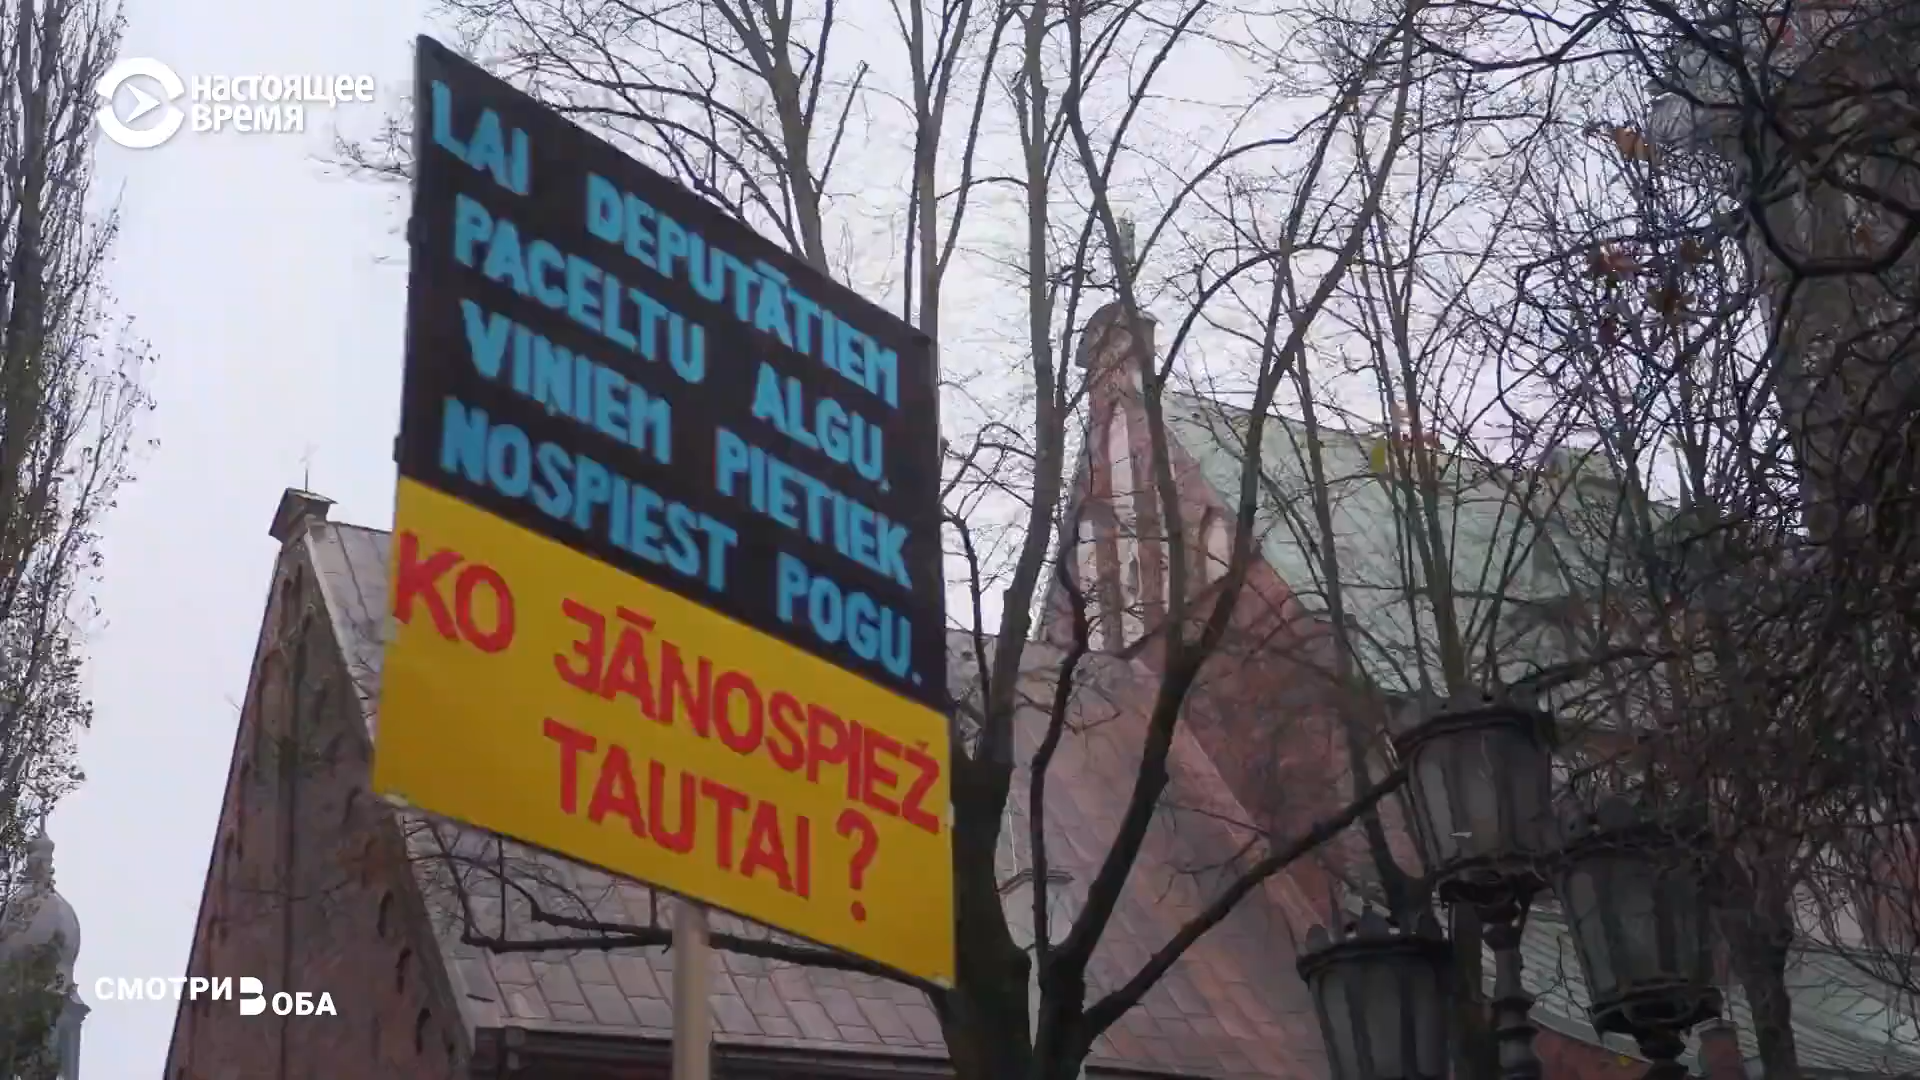 настоящее
время
LAI DEPUTĀTIEM
PACELTU ALGU,
VIŅIEM PIETIEK
NOSPIEST POGU.
KO JĀNOSPIEŽ
TAUTAI?
СМОТРИ В
ОБА